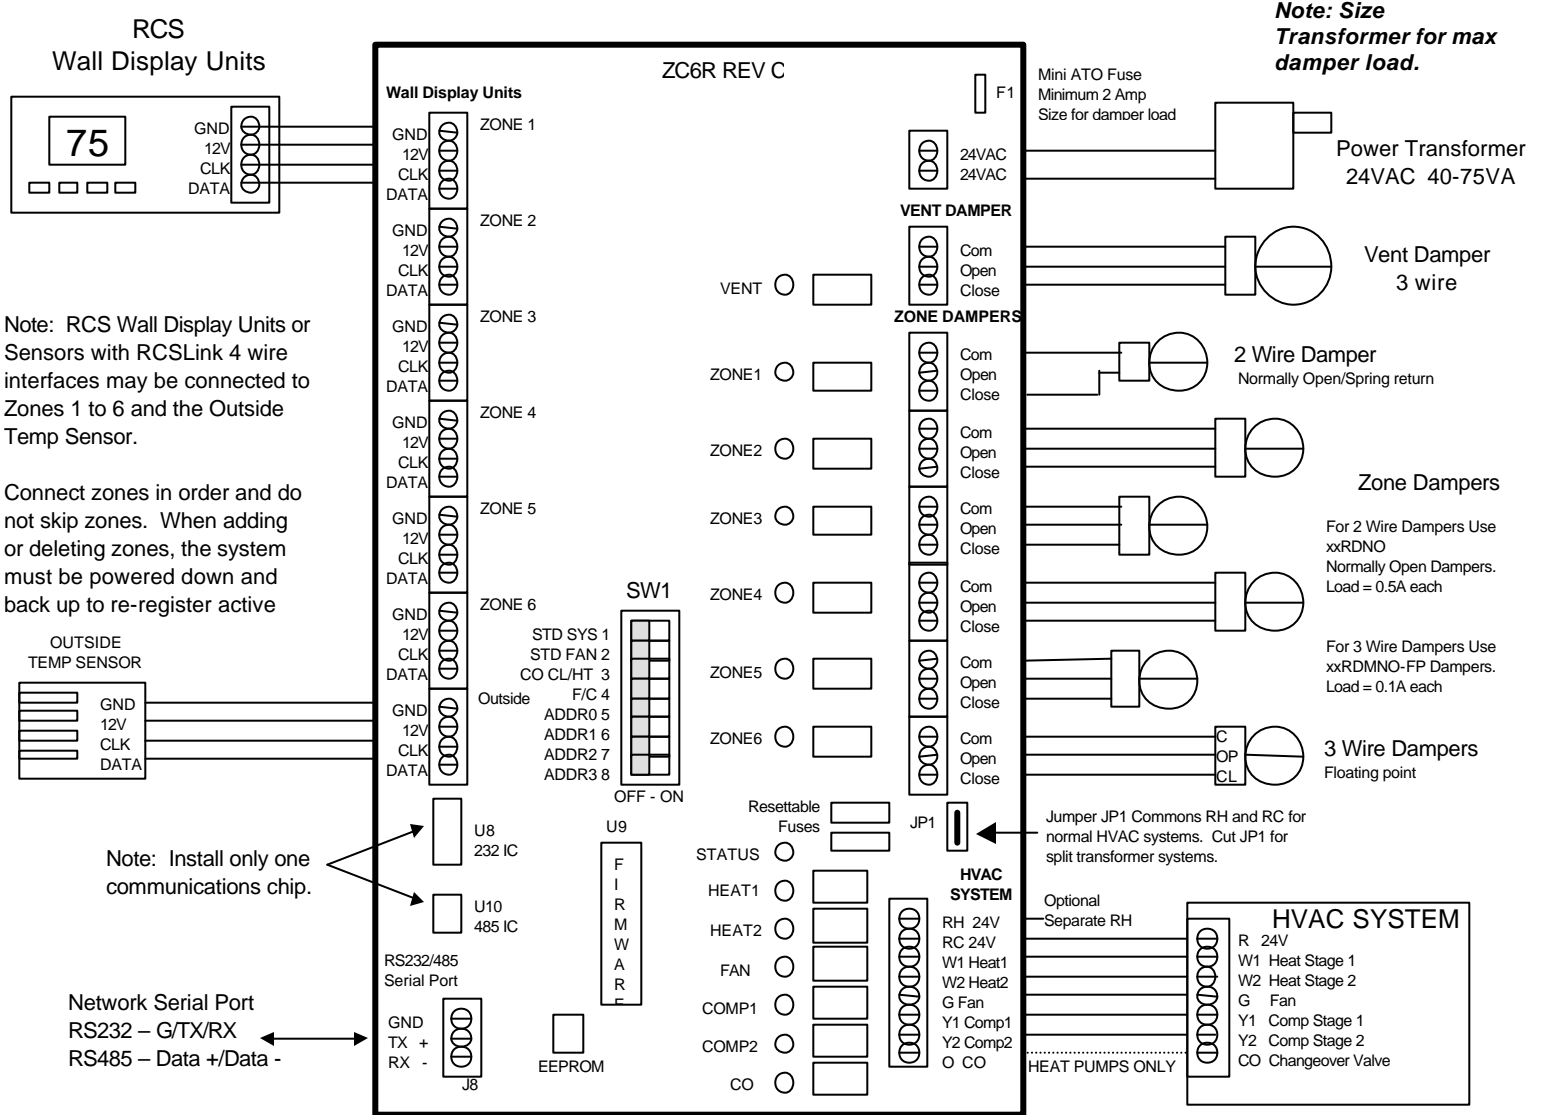 Note: Size
Transformer for max
damper load.
RCS
Wall Display Units
75
GND
12V
CLK
DATA
Note: RCS Wall Display Units or
Sensors with RCSLink 4 wire
interfaces may be connected to
Zones 1 to 6 and the Outside
Temp Sensor.
Connect zones in order and do
not skip zones. When adding
or deleting zones, the system
must be powered down and
back up to re-register active
OUTSIDE
TEMP SENSOR
GND
12V
CLK
DATA
Note: Install only one
communications chip.
Network Serial Port
RS232 – G/TX/RX
RS485 – Data +/Data -
ZC6R REV C
Wall Display Units
ZONE 1
GND
12V
CLK
DATA
ZONE 2
GND
12V
CLK
DATA
ZONE 3
GND
12V
CLK
DATA
ZONE 4
GND
12V
CLK
DATA
ZONE 5
GND
12V
CLK
DATA
ZONE 6
GND
12V
CLK
DATA
Outside
GND
12V
CLK
DATA
SW1
STD SYS 1
STD FAN 2
CO CL/HT 3
F/C 4
ADDR0 5
ADDR1 6
ADDR2 7
ADDR3 8
OFF - ON
U8
232 IC
U10
485 IC
U9
FIRMWARE
RS232/485
Serial Port
GND
TX +
RX -
J8
EEPROM
F1
24VAC
24VAC
VENT DAMPER
VENT
Com
Open
Close
ZONE DAMPERS
ZONE1
Com
Open
Close
ZONE2
Com
Open
Close
ZONE3
Com
Open
Close
ZONE4
Com
Open
Close
ZONE5
Com
Open
Close
ZONE6
Com
Open
Close
Resettable
Fuses
JP1
STATUS
HEAT1
HEAT2
FAN
COMP1
COMP2
CO
HVAC
SYSTEM
RH 24V
RC 24V
W1 Heat1
W2 Heat2
G Fan
Y1 Comp1
Y2 Comp2
O CO
Mini ATO Fuse
Minimum 2 Amp
Size for damper load
Power Transformer
24VAC 40-75VA
Vent Damper
3 wire
2 Wire Damper
Normally Open/Spring return
Zone Dampers
For 2 Wire Dampers Use
xxRDNO
Normally Open Dampers.
Load = 0.5A each
For 3 Wire Dampers Use
xxRDMNO-FP Dampers.
Load = 0.1A each
C
OP
CL
3 Wire Dampers
Floating point
Jumper JP1 Commons RH and RC for
normal HVAC systems. Cut JP1 for
split transformer systems.
Optional
Separate RH
HEAT PUMPS ONLY
HVAC SYSTEM
R 24V
W1 Heat Stage 1
W2 Heat Stage 2
G Fan
Y1 Comp Stage 1
Y2 Comp Stage 2
CO Changeover Valve